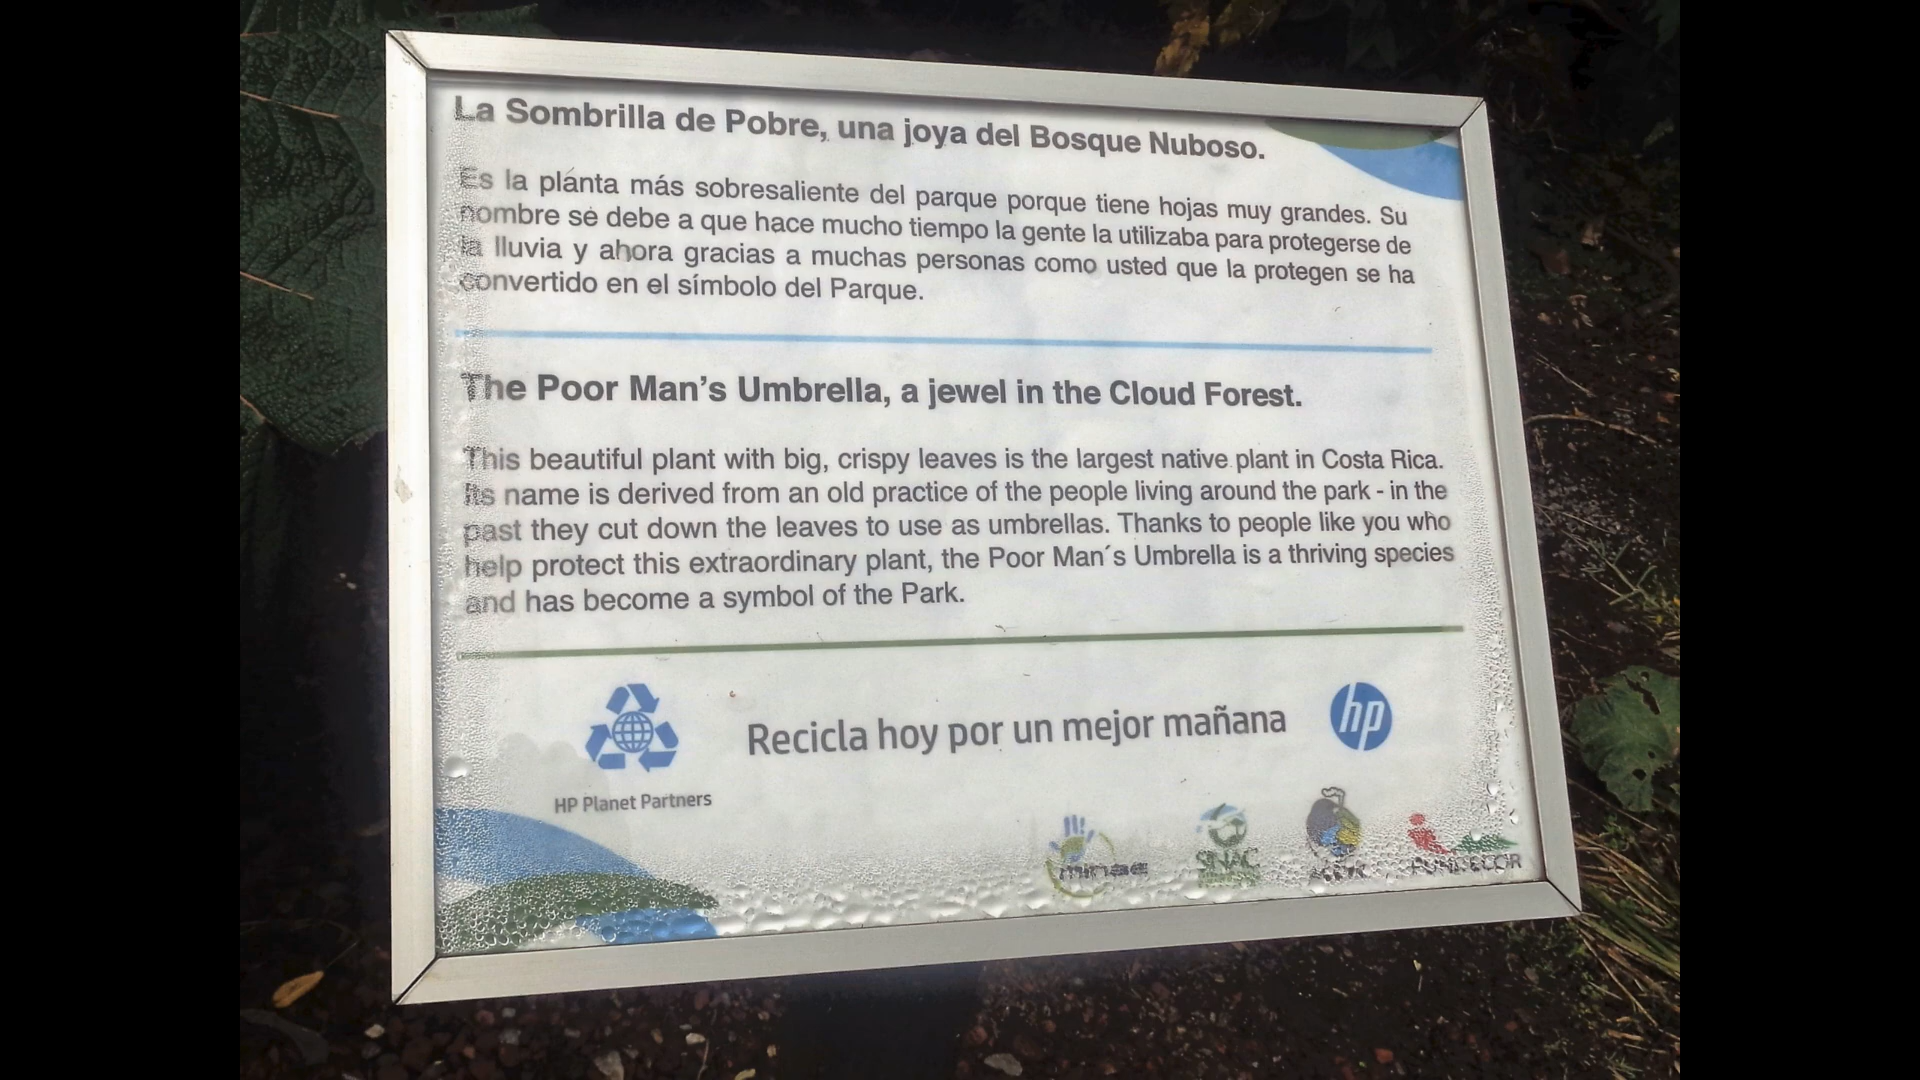 La Sombrilla de Pobre, una joya del Bosque Nuboso.
Es la planta más sobresaliente del parque porque tiene hojas muy grandes. Su
nombre se debe a que hace mucho tiempo la gente la utilizaba para protegerse de
la lluvia y ahora gracias a muchas personas como usted que la protegen se ha
convertido en el símbolo del Parque.
The Poor Man's Umbrella, a jewel in the Cloud Forest.
This beautiful plant with big, crispy leaves is the largest native plant in Costa Rica.
Its name is derived from an old practice of the people living around the park - in the
past they cut down the leaves to use as umbrellas. Thanks to people like you who
help protect this extraordinary plant, the Poor Man´s Umbrella is a thriving species
and has become a symbol of the Park.
Recicla hoy por un mejor mañana
hp
HP Planet Partners
minae
SINAC
FUNDECOR